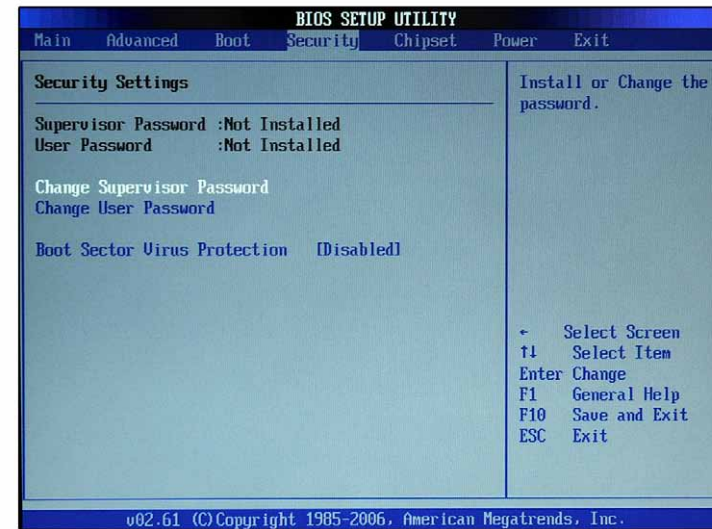 BIOS SETUP UTILITY
Main Advanced Boot Security Chipset Power Exit
Security Settings
Supervisor Password :Not Installed
User Password :Not Installed
Change Supervisor Password
Change User Password
Boot Sector Virus Protection [Disabled]
Install or Change the
password.
← Select Screen
↑↓ Select Item
Enter Change
F1 General Help
F10 Save and Exit
ESC Exit
v02.61 (C)Copyright 1985-2006, American Megatrends, Inc.